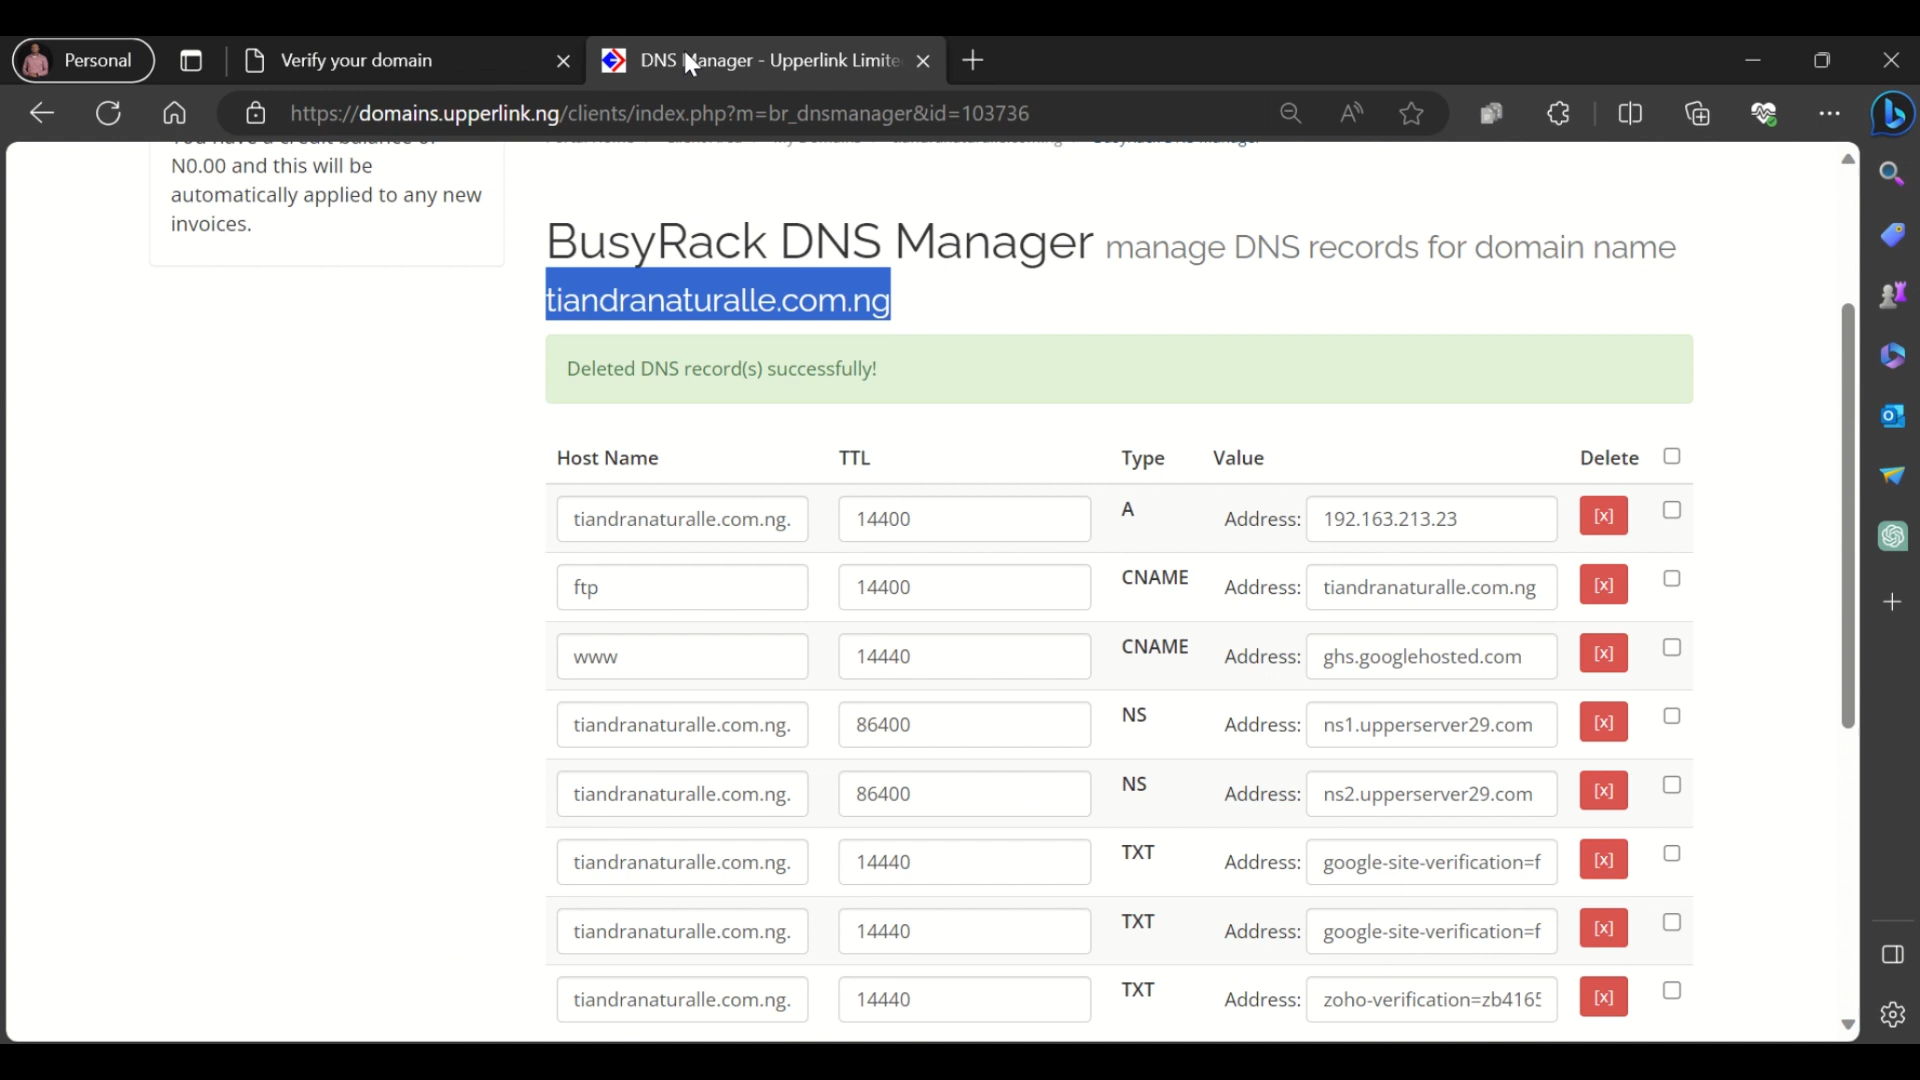 Personal
Verify your domain
DNS Manager - Upperlink Limite
https://domains.upperlink.ng/clients/index.php?m=br_dnsmanager&id=103736
N0.00 and this will be
automatically applied to any new
invoices.
BusyRack DNS Manager manage DNS records for domain name
tiandranaturalle.com.ng
Deleted DNS record(s) successfully!
Host Name TTL Type Value Delete
tiandranaturalle.com.ng. 14400 A Address: 192.163.213.23 [x]
ftp 14400 CNAME Address: tiandranaturalle.com.ng [x]
www 14440 CNAME Address: ghs.googlehosted.com [x]
tiandranaturalle.com.ng. 86400 NS Address: ns1.upperserver29.com [x]
tiandranaturalle.com.ng. 86400 NS Address: ns2.upperserver29.com [x]
tiandranaturalle.com.ng. 14440 TXT Address: google-site-verification=f [x]
tiandranaturalle.com.ng. 14440 TXT Address: google-site-verification=f [x]
tiandranaturalle.com.ng. 14440 TXT Address: zoho-verification=zb4165 [x]